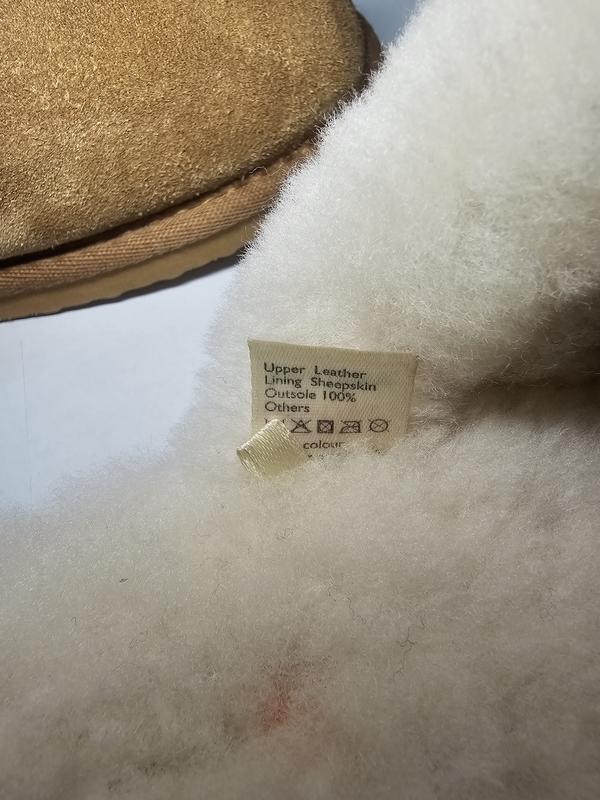 Upper Leather
Lining Sheepskin
Outsole 100%
Others
colour